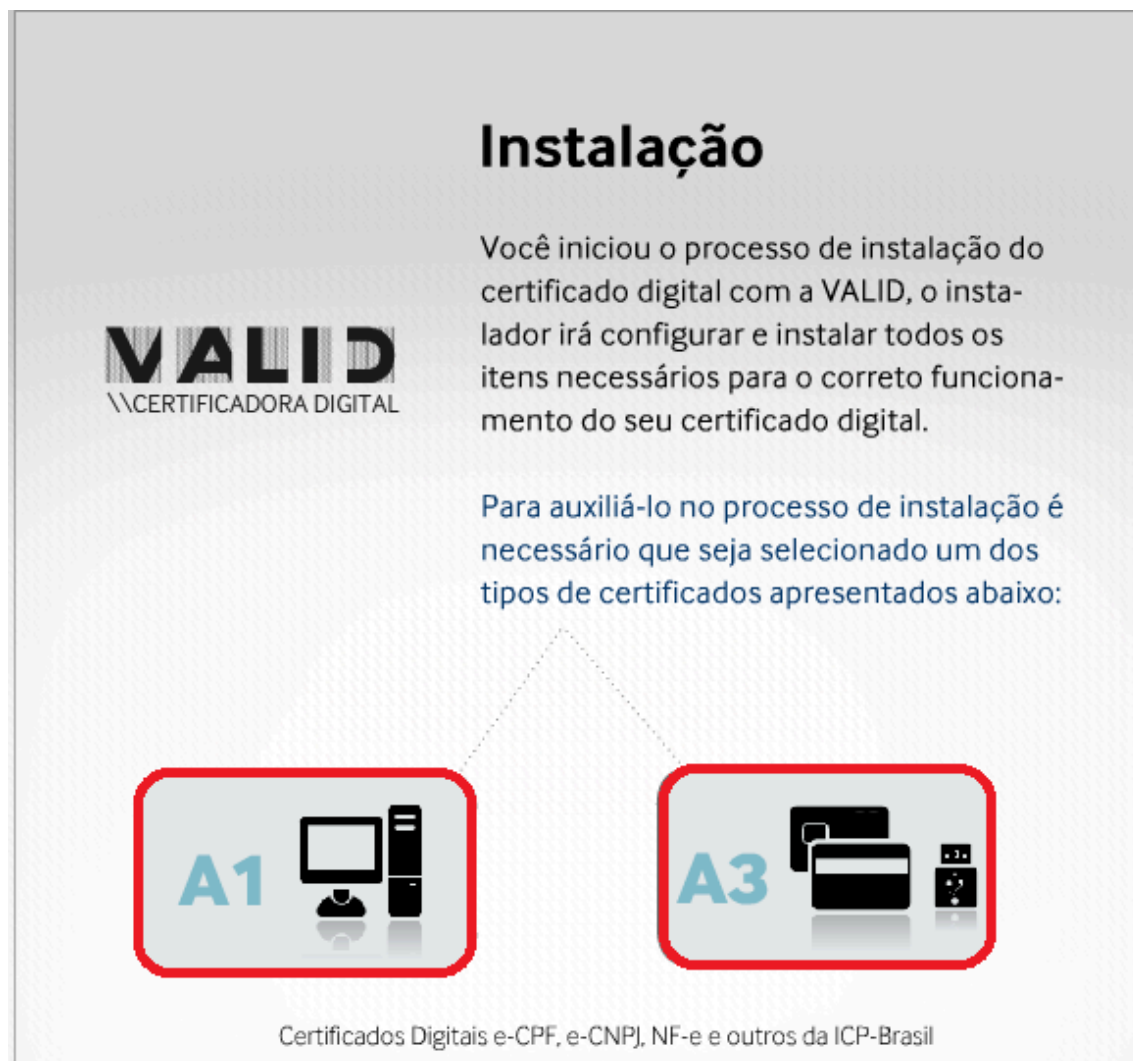 Instalação
Você iniciou o processo de instalação do
certificado digital com a VALID, o insta-
lador irá configurar e instalar todos os
itens necessários para o correto funciona-
mento do seu certificado digital.
VALID
\\CERTIFICADORA DIGITAL
Para auxiliá-lo no processo de instalação é
necessário que seja selecionado um dos
tipos de certificados apresentados abaixo:
A1
A3
Certificados Digitais e-CPF, e-CNPJ, NF-e e outros da ICP-Brasil